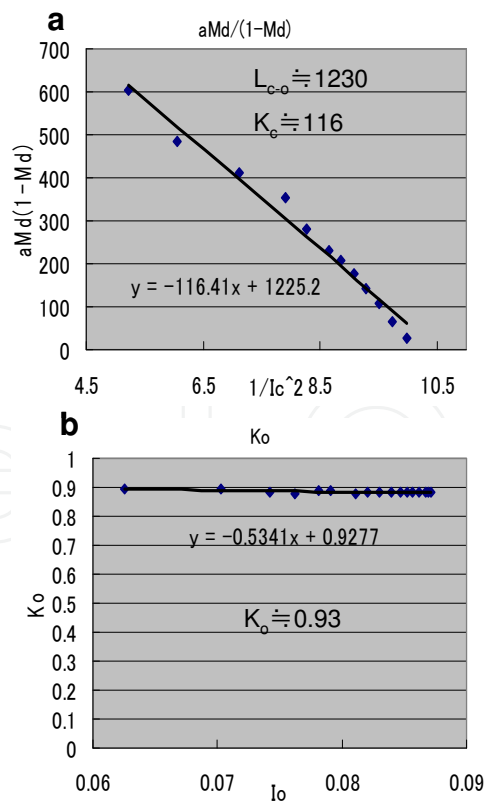 a
aMd/(1-Md)
700
600
500
400
300
200
100
0
aMd(1-Md)
L_c-o≒1230
K_c≒116
y = -116.41x + 1225.2
4.5 6.5 8.5 10.5
1/Ic^2
b
Ko
1
0.9
0.8
0.7
0.6
0.5
0.4
0.3
0.2
0.1
0
Ko
y = -0.5341x + 0.9277
K_o≒0.93
0.06 0.07 0.08 0.09
Io